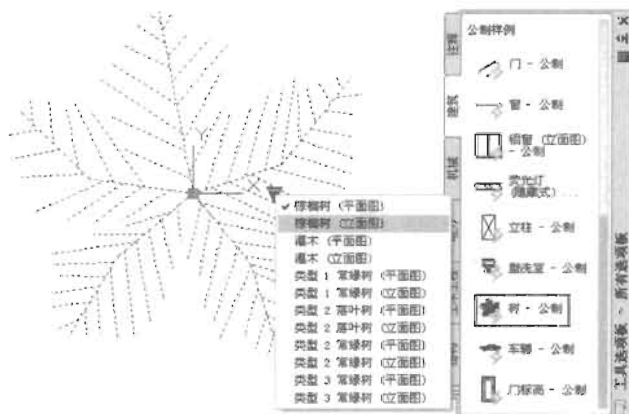 Y
X
✓ 棕榈树 (平面图)
棕榈树 (立面图)
灌木 (平面图)
灌木 (立面图)
类型 1 常绿树 (平面图)
类型 1 常绿树 (立面图)
类型 2 落叶树 (平面图)
类型 2 落叶树 (立面图)
类型 2 常绿树 (平面图)
类型 2 常绿树 (立面图)
类型 3 常绿树 (平面图)
类型 3 常绿树 (立面图)
注释
建筑
机械
公制样例
门 - 公制
窗 - 公制
铝窗 (立面图)
- 公制
荧光灯
(隐藏式)...
立柱 - 公制
盥洗室 - 公制
树 - 公制
车辆 - 公制
门标高 - 公制
工具选项板 - 所有选项板